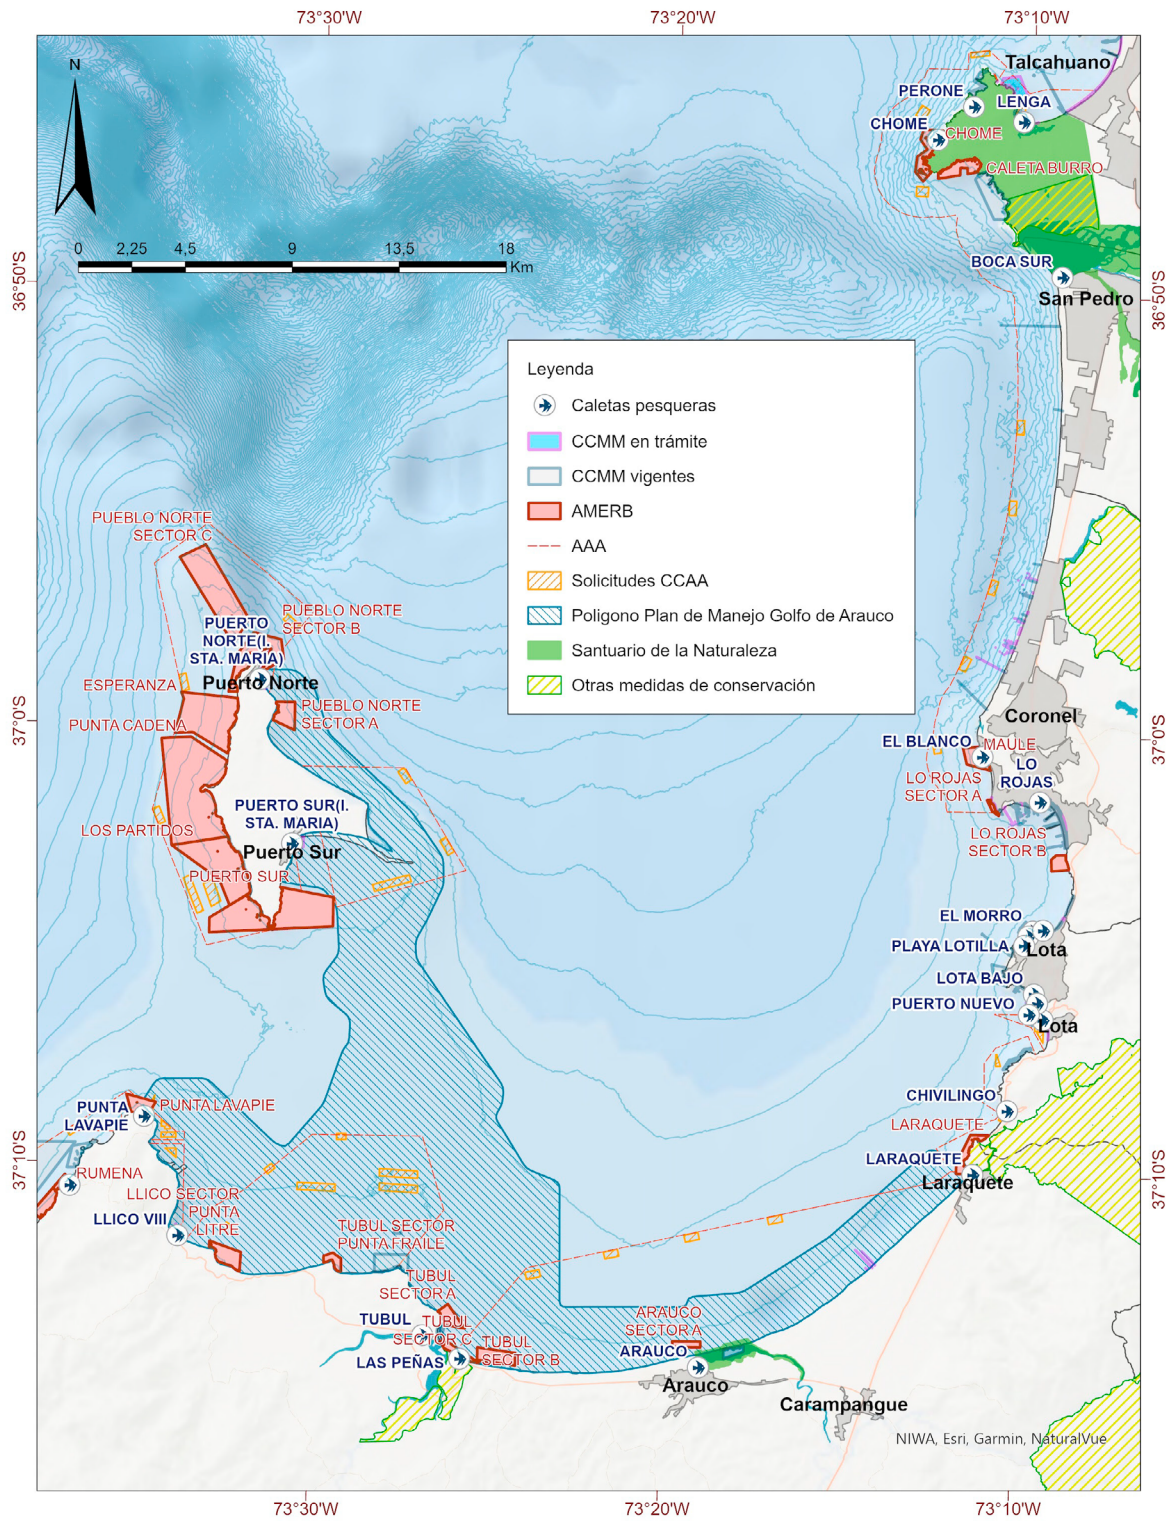 73°30'W
73°20'W
73°10'W
N
Talcahuano
PERONE
LENGA
CHOME
CHOME
CALETA BURRO
0
2,25
4,5
9
13,5
18
Km
36°50'S
36°50'S
BOCA SUR
San Pedro
Leyenda
Caletas pesqueras
CCMM en trámite
CCMM vigentes
AMERB
AAA
Solicitudes CCAA
Poligono Plan de Manejo Golfo de Arauco
Santuario de la Naturaleza
Otras medidas de conservación
PUEBLO NORTE
SECTOR C
PUEBLO NORTE
SECTOR B
PUERTO
NORTE(I.
STA. MARIA)
Puerto Norte
ESPERANZA
PUEBLO NORTE
SECTOR A
PUNTA CADENA
37°0'S
37°0'S
Coronel
EL BLANCO
MAULE
LO
ROJAS
LO ROJAS
SECTOR A
PUERTO SUR(I.
STA. MARIA)
LOS PARTIDOS
Puerto Sur
LO ROJAS
SECTOR B
PUERTO SUR
EL MORRO
PLAYA LOTILLA
Lota
LOTA BAJO
PUERTO NUEVO
Lota
CHIVILINGO
PUNTA
LAVAPIE
PUNTA LAVAPIE
LARAQUETE
LARAQUETE
Laraquete
37°10'S
37°10'S
RUMENA
LLICO SECTOR
PUNTA
LITRE
LLICO VIII
TUBUL SECTOR
PUNTA FRAILE
TUBUL
SECTOR A
TUBUL
TUBUL
SECTOR C
TUBUL
SECTOR B
LAS PEÑAS
ARAUCO
SECTOR A
ARAUCO
Arauco
Carampangue
NIWA, Esri, Garmin, NaturalVue
73°30'W
73°20'W
73°10'W